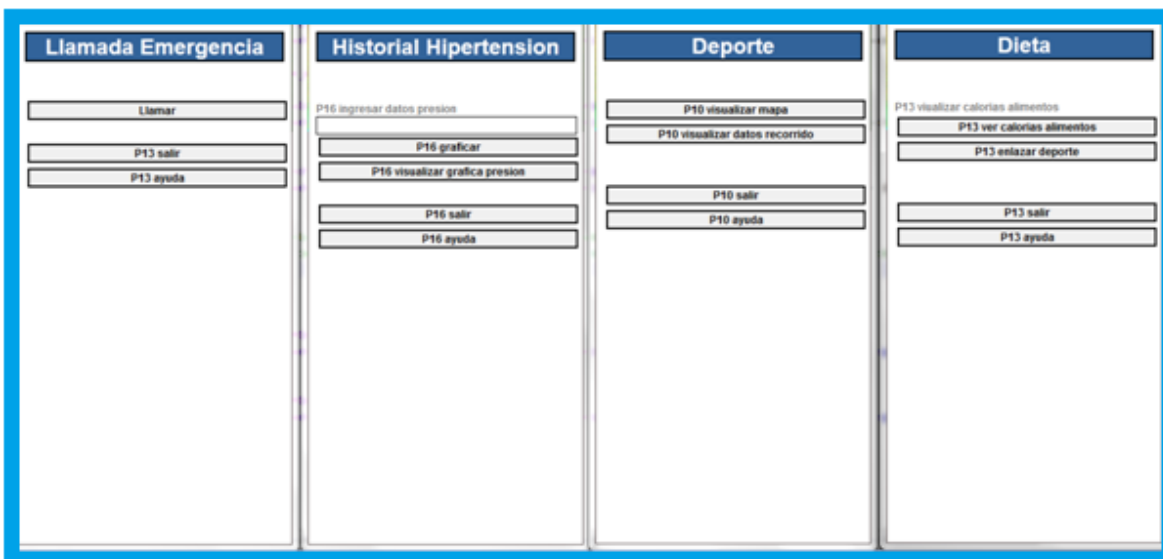 Llamada Emergencia
Llamar
P13 salir
P13 ayuda
Historial Hipertension
P16 ingresar datos presion
P16 graficar
P16 visualizar grafica presion
P16 salir
P16 ayuda
Deporte
P10 visualizar mapa
P10 visualizar datos recorrido
P10 salir
P10 ayuda
Dieta
P13 visualizar calorias alimentos
P13 ver calorias alimentos
P13 enlazar deporte
P13 salir
P13 ayuda